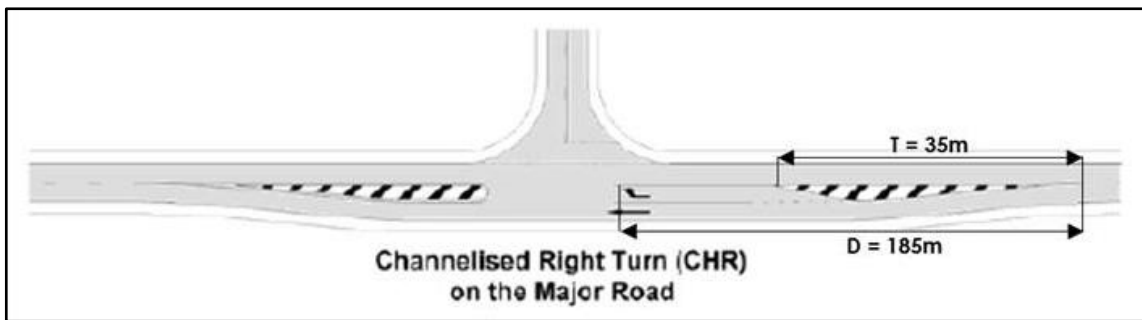 T = 35m
D = 185m
Channelised Right Turn (CHR)
on the Major Road